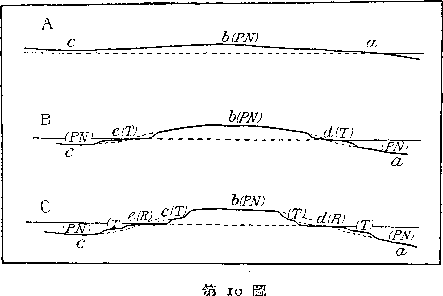 A
c b(PN) a
B
(PN) e(T) b(PN) d(T) (PN)
c a
C
(PN) (T e(R) c(T) b(PN) (T) d(R) (T) (PN)
c a
第 10 圖